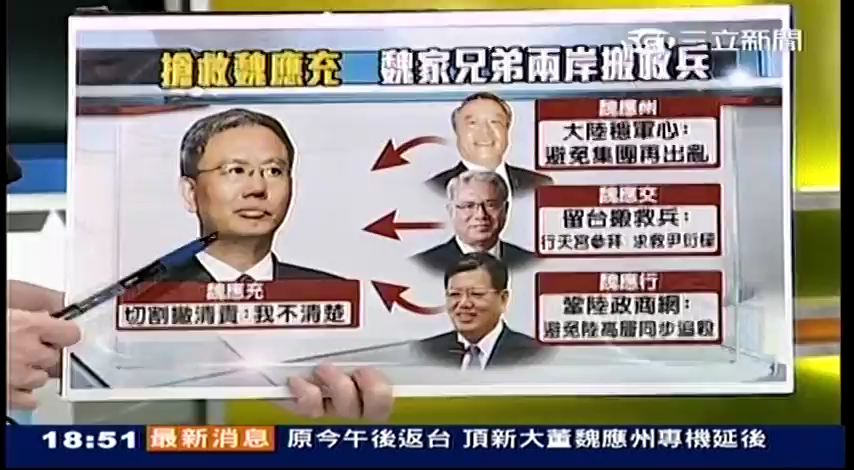 三立新聞
搶救魏應充 魏家兄弟兩岸搬救兵
魏應州
大陸穩軍心：
避免集團再出亂
魏應交
留台搬救兵：
行天宮參拜 求救尹衍樑
魏應行
當陸政商網：
避免陸高層同步追殺
魏應充
切割撇清責：我不清楚
18:51 最新消息 原今午後返台 頂新大董魏應州專機延後